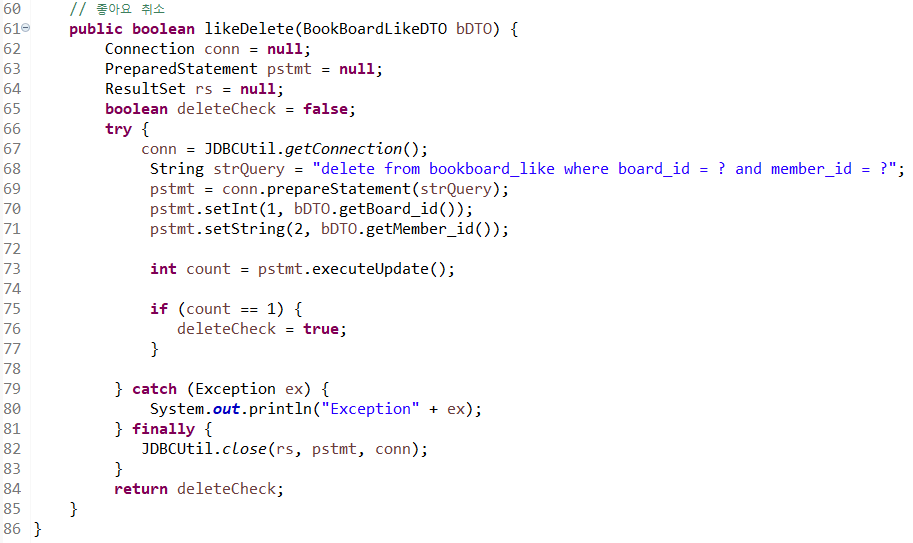 60 // 좋아요 취소
61 public boolean likeDelete(BookBoardLikeDTO bDTO) {
62 Connection conn = null;
63 PreparedStatement pstmt = null;
64 ResultSet rs = null;
65 boolean deleteCheck = false;
66 try {
67 conn = JDBCUtil.getConnection();
68 String strQuery = "delete from bookboard_like where board_id = ? and member_id = ?";
69 pstmt = conn.prepareStatement(strQuery);
70 pstmt.setInt(1, bDTO.getBoard_id());
71 pstmt.setString(2, bDTO.getMember_id());
72
73 int count = pstmt.executeUpdate();
74
75 if (count == 1) {
76 deleteCheck = true;
77 }
78
79 } catch (Exception ex) {
80 System.out.println("Exception" + ex);
81 } finally {
82 JDBCUtil.close(rs, pstmt, conn);
83 }
84 return deleteCheck;
85 }
86 }